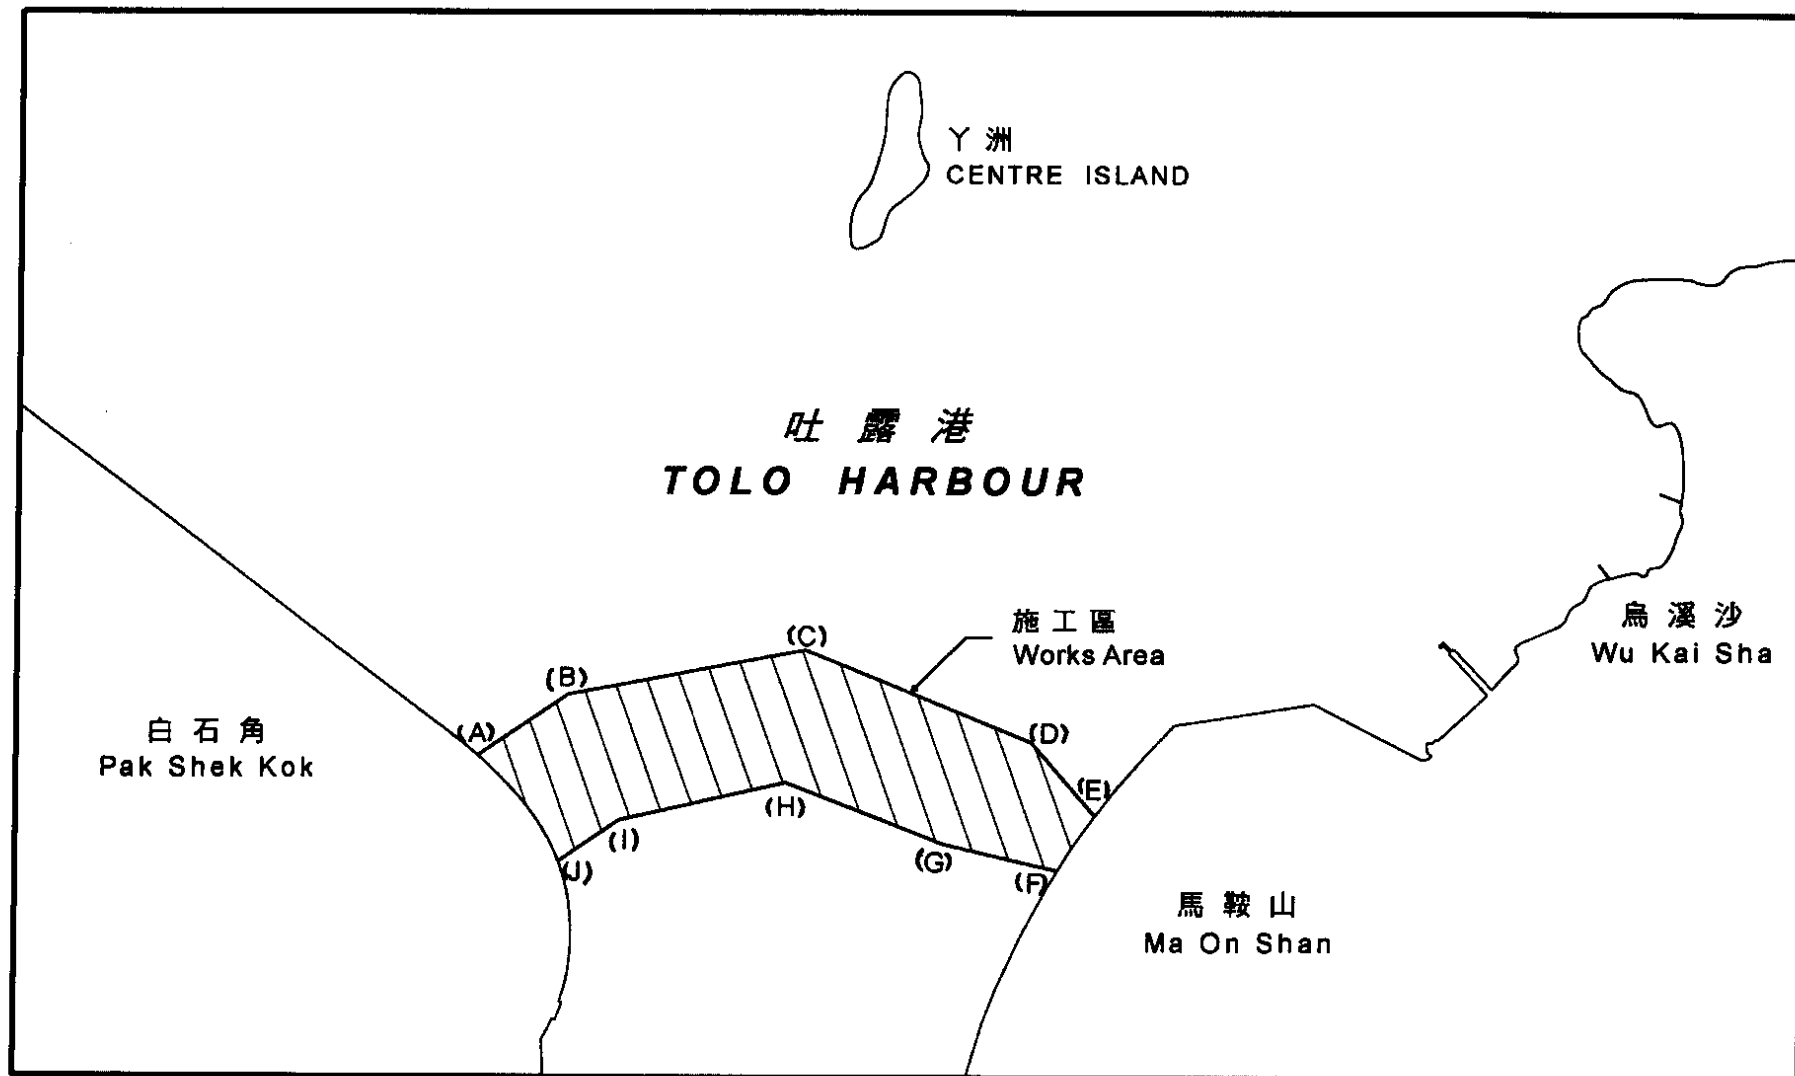 丫洲
CENTRE ISLAND
吐露港
TOLO HARBOUR
施工區
Works Area
烏溪沙
Wu Kai Sha
(C)
(B)
(A)
(D)
(E)
白石角
Pak Shek Kok
(H)
(I)
(J)
(G)
(F)
馬鞍山
Ma On Shan